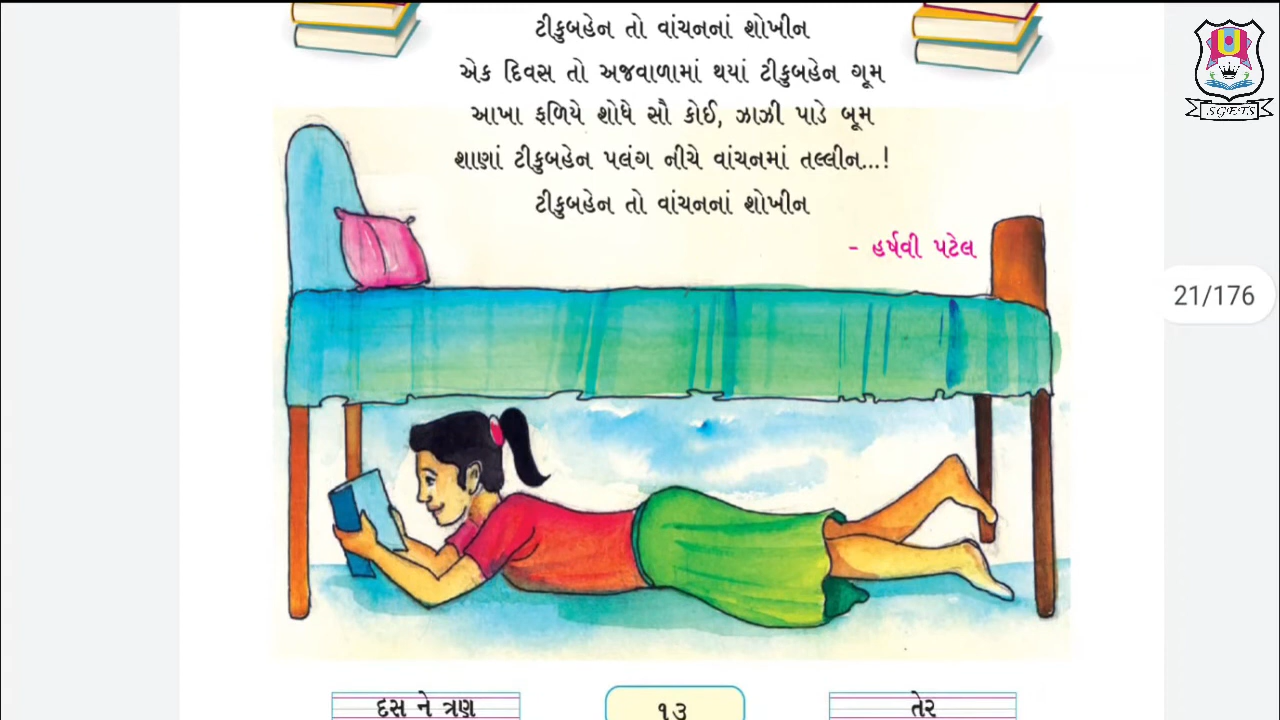 ટીકુબહેન તો વાંચનનાં શોખીન
એક દિવસ તો અજવાળામાં થયાં ટીકુબહેન ગૂમ
આખા ફળિયે શોધે સૌ કોઈ, ઝાઝી પાડે બૂમ
શાણાં ટીકુબહેન પલંગ નીચે વાંચનમાં તલ્લીન...!
ટીકુબહેન તો વાંચનનાં શોખીન
- હર્ષવી પટેલ
21/176
દસ ને ત્રણ
૧૩
તેર